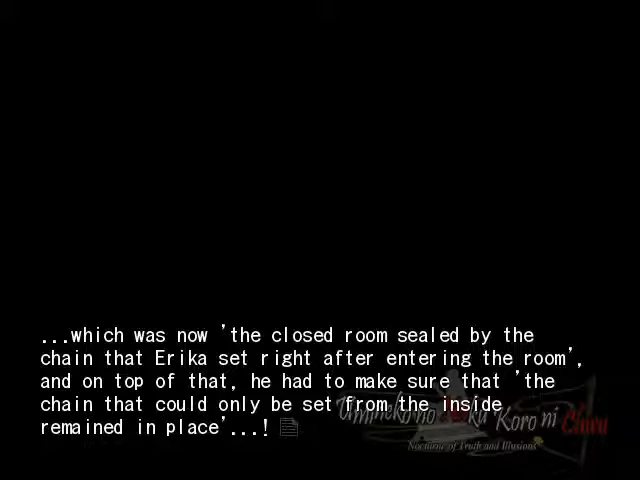 ...which was now 'the closed room sealed by the
chain that Erika set right after entering the room',
and on top of that, he had to make sure that 'the
chain that could only be set from the inside
remained in place'...!
Umineko no Naku Koro ni Chiru
Nocturne of Truth and Illusions